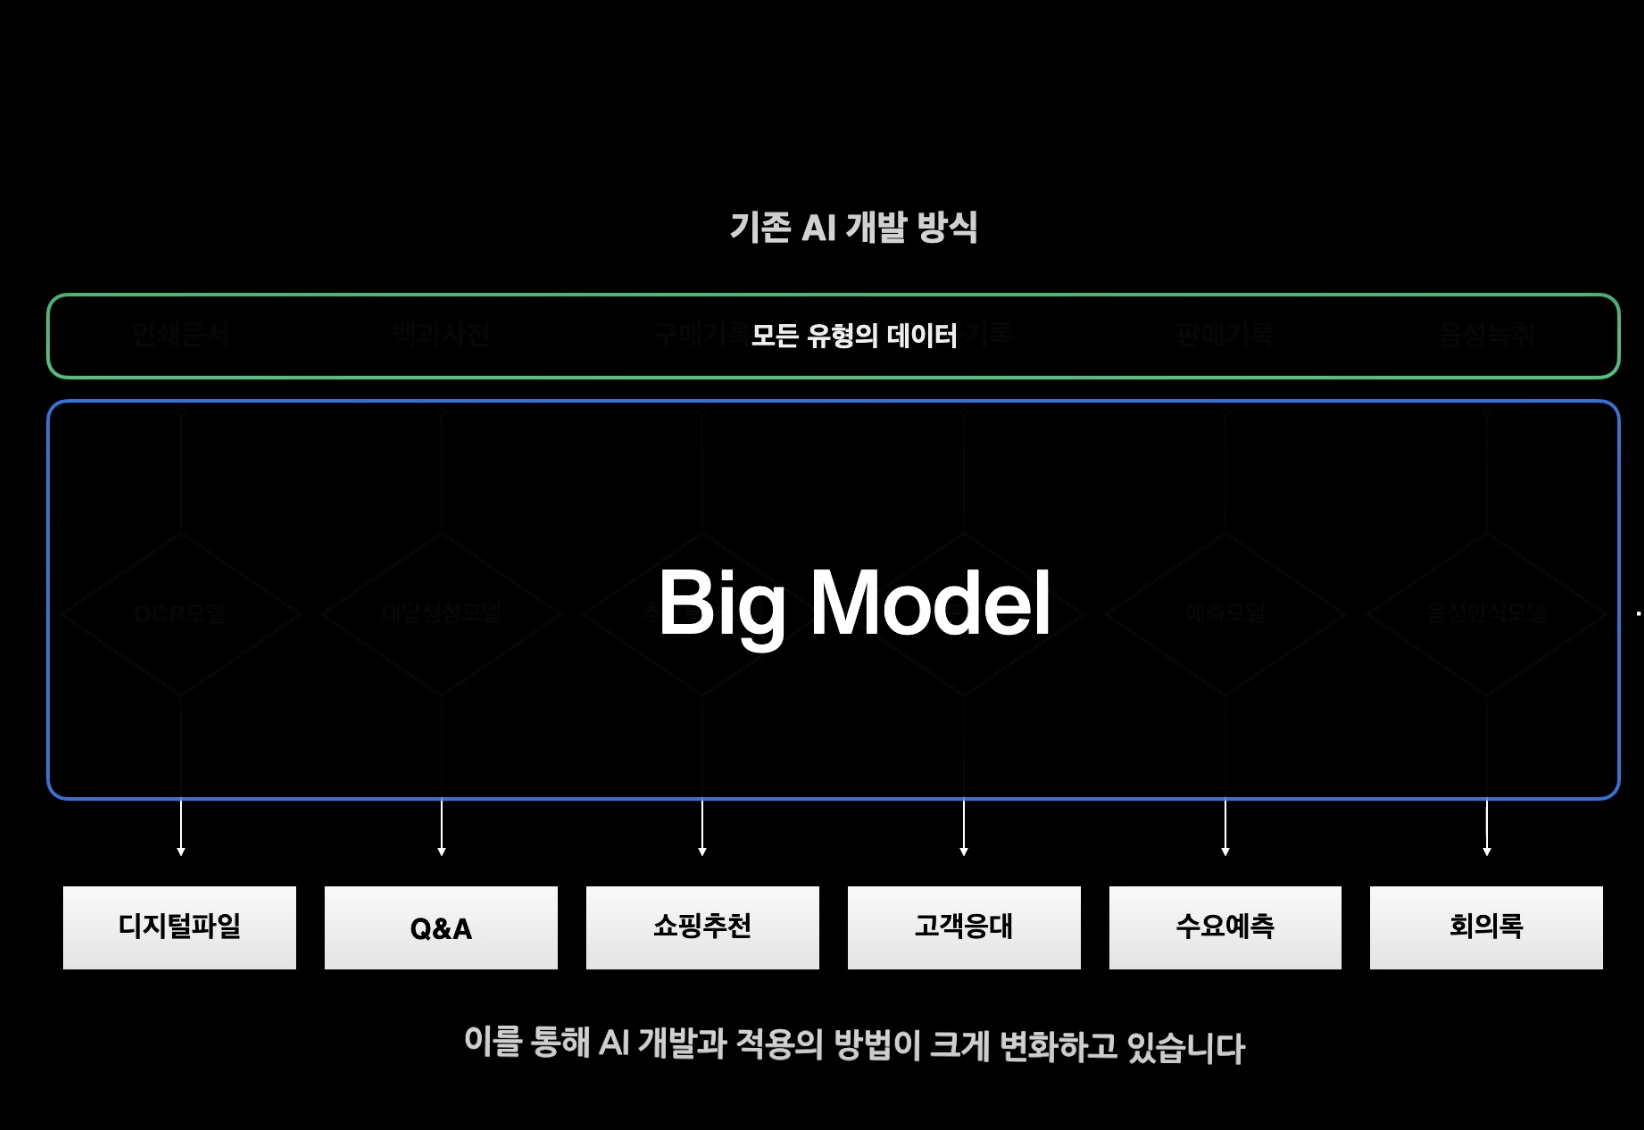 기존 AI 개발 방식
인쇄문서
백과사전
구매기록
모든 유형의 데이터
기록
판매기록
음성녹취
OCR모델
대답생성모델
Big Model
예측모델
음성인식모델
디지털파일
Q&A
쇼핑추천
고객응대
수요예측
회의록
이를 통해 AI 개발과 적용의 방법이 크게 변화하고 있습니다